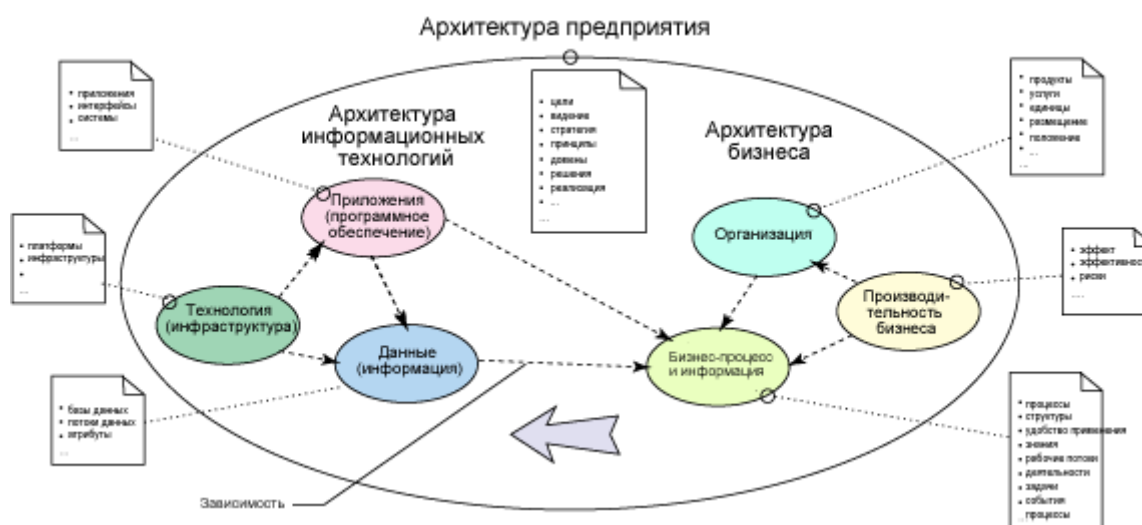 Архитектура предприятия
• приложения
• интерфейсы
• системы
....
Архитектура
информационных
технологий
• цели
• видение
• стратегия
• принципы
• домены
• решения
• реализация
• ...
....
Архитектура
бизнеса
• продукты
• услуги
• единицы
• размещение
• положение
• ...
....
Приложения
(программное
обеспечение)
Организация
• платформы
• инфраструктуры
•
....
• эффект
• эффективнос
• риски
....
Технология
(инфраструктура)
Производи-
тельность
бизнеса
Данные
(информация)
Бизнес-процесс
и информация
• базы данных
• потоки данных
• атрибуты
....
• процессы
• структуры
• удобство применения
• знания
• рабочие потоки
• деятельности
• задачи
• события
.... процессы
Зависимость